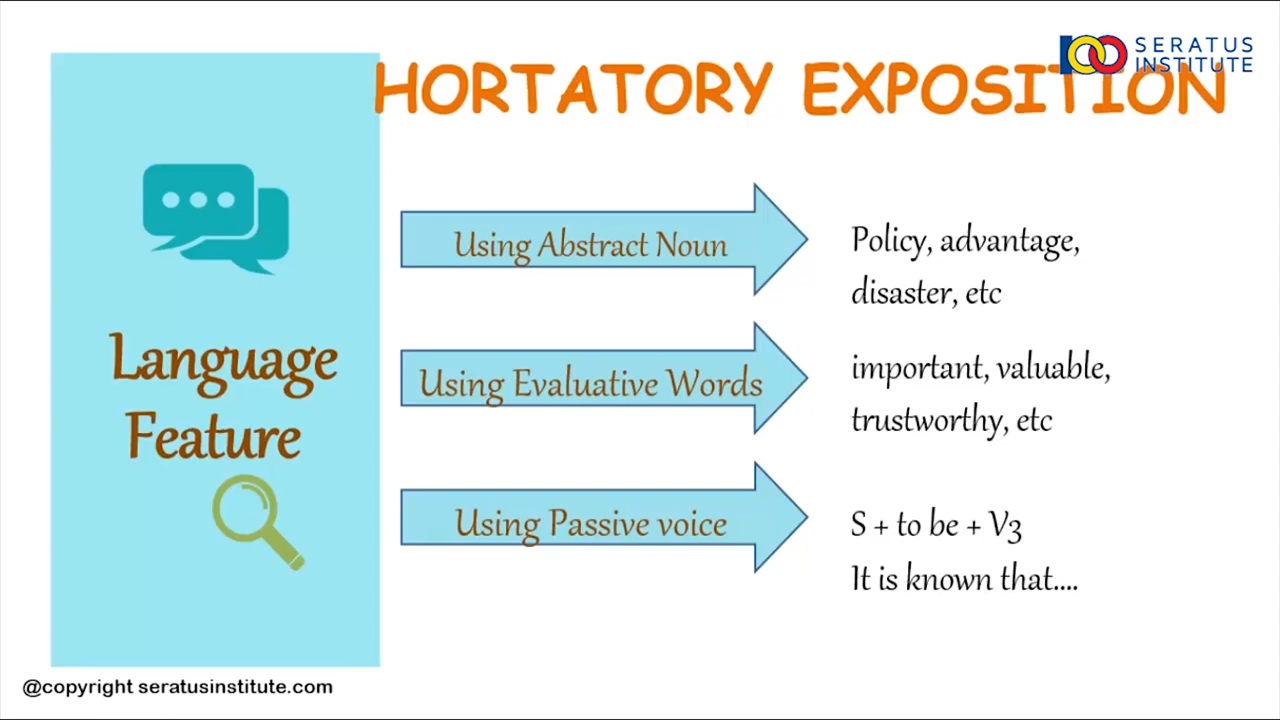 SERATUS
INSTITUTE
HORTATORY EXPOSITION
Language
Feature
Using Abstract Noun
Policy, advantage,
disaster, etc
Using Evaluative Words
important, valuable,
trustworthy, etc
Using Passive voice
S + to be + V3
It is known that....
@copyright seratusinstitute.com